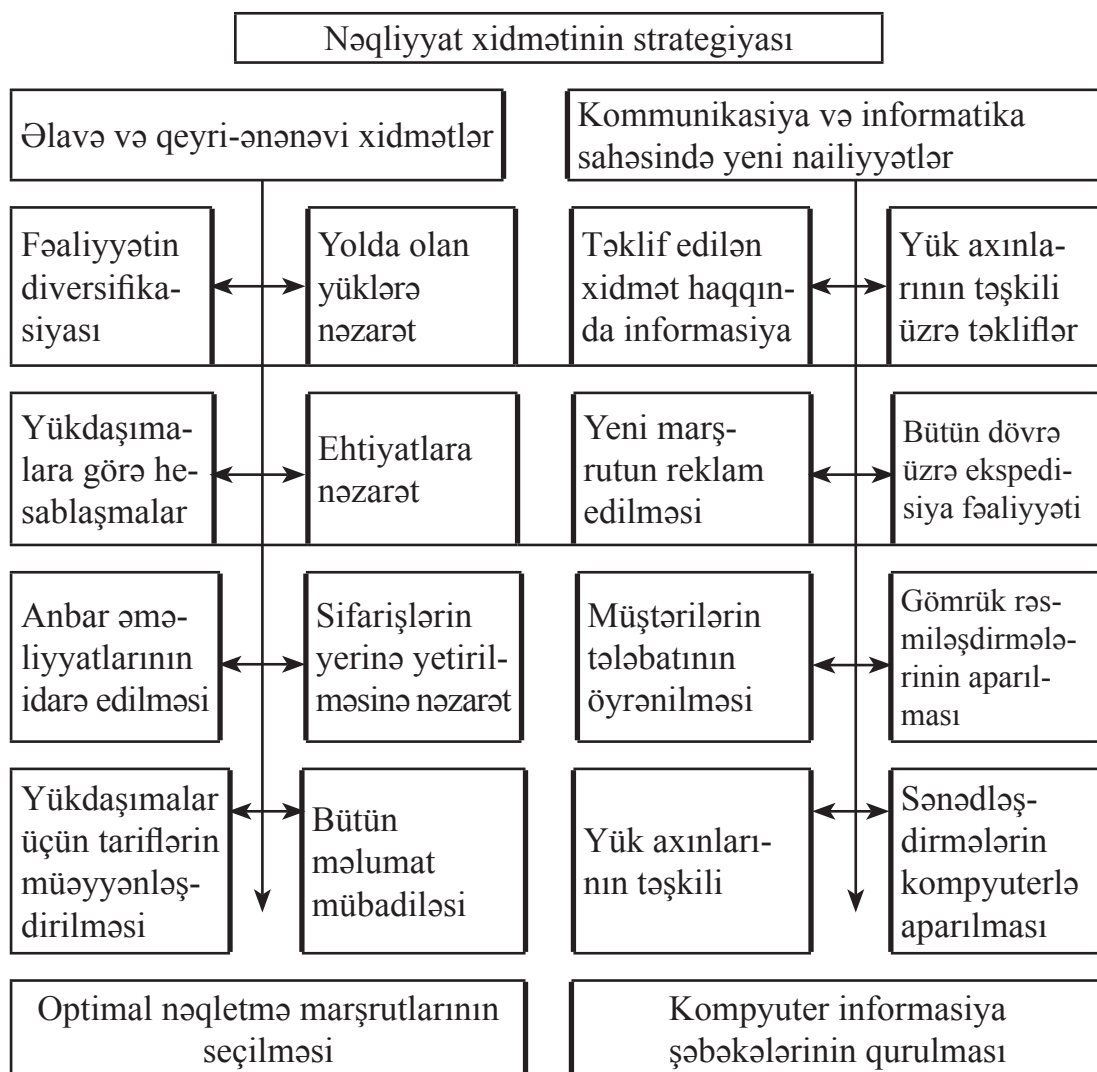 Nəqliyyat xidmətinin strategiyası
Əlavə və qeyri-ənənəvi xidmətlər
Kommunikasiya və informatika
sahəsində yeni nailiyyətlər
Fəaliyyətin
diversifika-
siyası
Yolda olan
yüklərə
nəzarət
Təklif edilən
xidmət haqqın-
da informasiya
Yük axınla-
rının təşkili
üzrə təkliflər
Yükdaşıma-
lara görə he-
sablaşmalar
Ehtiyatlara
nəzarət
Yeni marş-
rutun reklam
edilməsi
Bütün dövrə
üzrə ekspedi-
siya fəaliyyəti
Anbar əmə-
liyyatlarının
idarə edilməsi
Sifarişlərin
yerinə yetiril-
məsinə nəzarət
Müştərilərin
tələbatının
öyrənilməsi
Gömrük rəs-
miləşdirmələ-
rinin aparıl-
ması
Yükdaşımalar
üçün tariflərin
müəyyənləş-
dirilməsi
Bütün
məlumat
mübadiləsi
Yük axınları-
nın təşkili
Sənədləş-
dirmələrin
kompyuterlə
aparılması
Optimal nəqletmə marşrutlarının
seçilməsi
Kompyuter informasiya
şəbəkələrinin qurulması